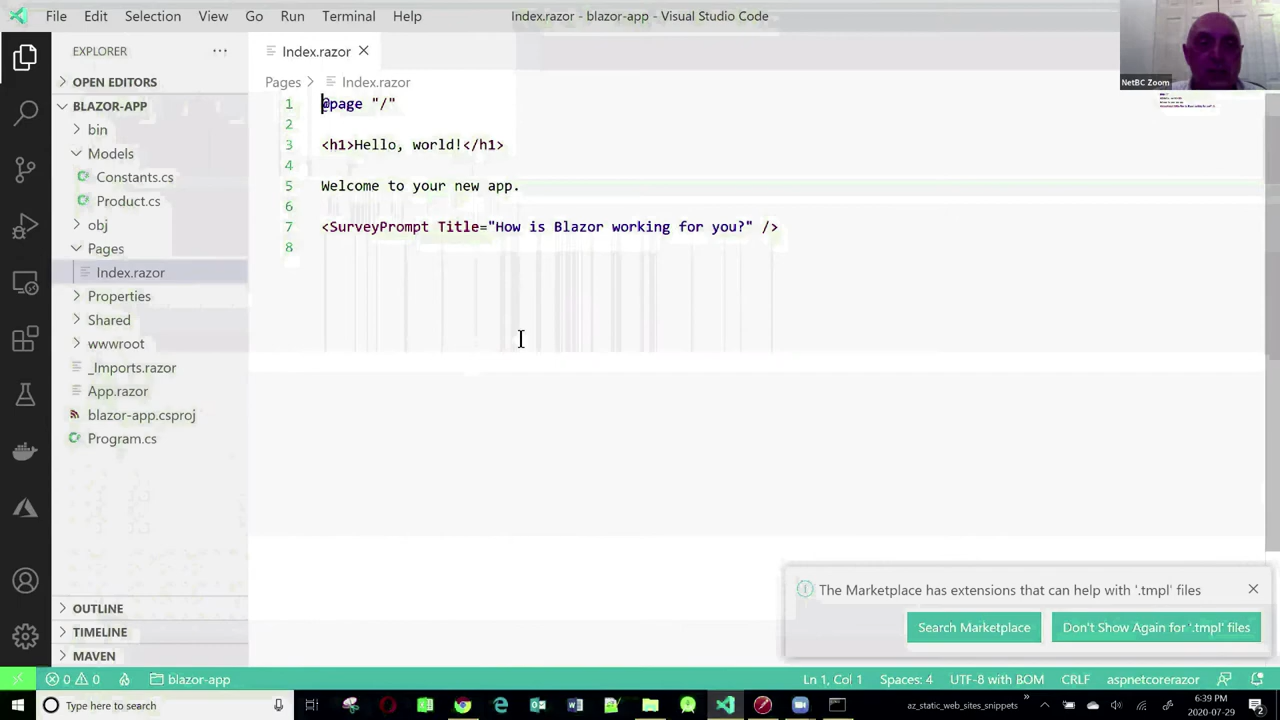 File Edit Selection View Go Run Terminal Help
Index.razor - blazor-app - Visual Studio Code
NetBC Zoom
EXPLORER
OPEN EDITORS
BLAZOR-APP
bin
Models
Constants.cs
Product.cs
obj
Pages
Index.razor
Properties
Shared
wwwroot
_Imports.razor
App.razor
blazor-app.csproj
Program.cs
OUTLINE
TIMELINE
MAVEN
Index.razor
Pages > Index.razor
1 @page "/"
2
3 <h1>Hello, world!</h1>
4
5 Welcome to your new app.
6
7 <SurveyPrompt Title="How is Blazor working for you?" />
8
The Marketplace has extensions that can help with '.tmpl' files
Search Marketplace
Don't Show Again for '.tmpl' files
0 0 blazor-app Ln 1, Col 1 Spaces: 4 UTF-8 with BOM CRLF aspnetcorerazor
Type here to search
az_static_web_sites_snippets
6:39 PM
2020-07-29
2